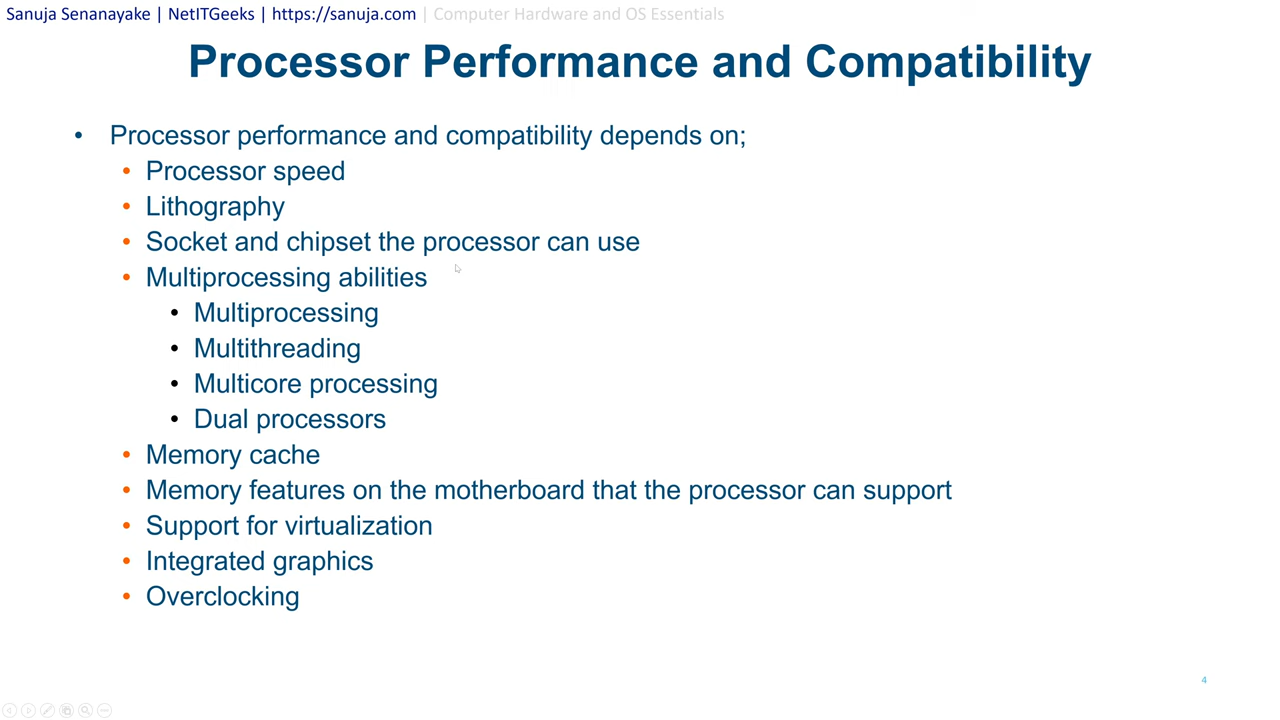 Sanuja Senanayake | NetITGeeks | https://sanuja.com | Computer Hardware and OS Essentials
Processor Performance and Compatibility
• Processor performance and compatibility depends on;
• Processor speed
• Lithography
• Socket and chipset the processor can use
• Multiprocessing abilities
• Multiprocessing
• Multithreading
• Multicore processing
• Dual processors
• Memory cache
• Memory features on the motherboard that the processor can support
• Support for virtualization
• Integrated graphics
• Overclocking
4